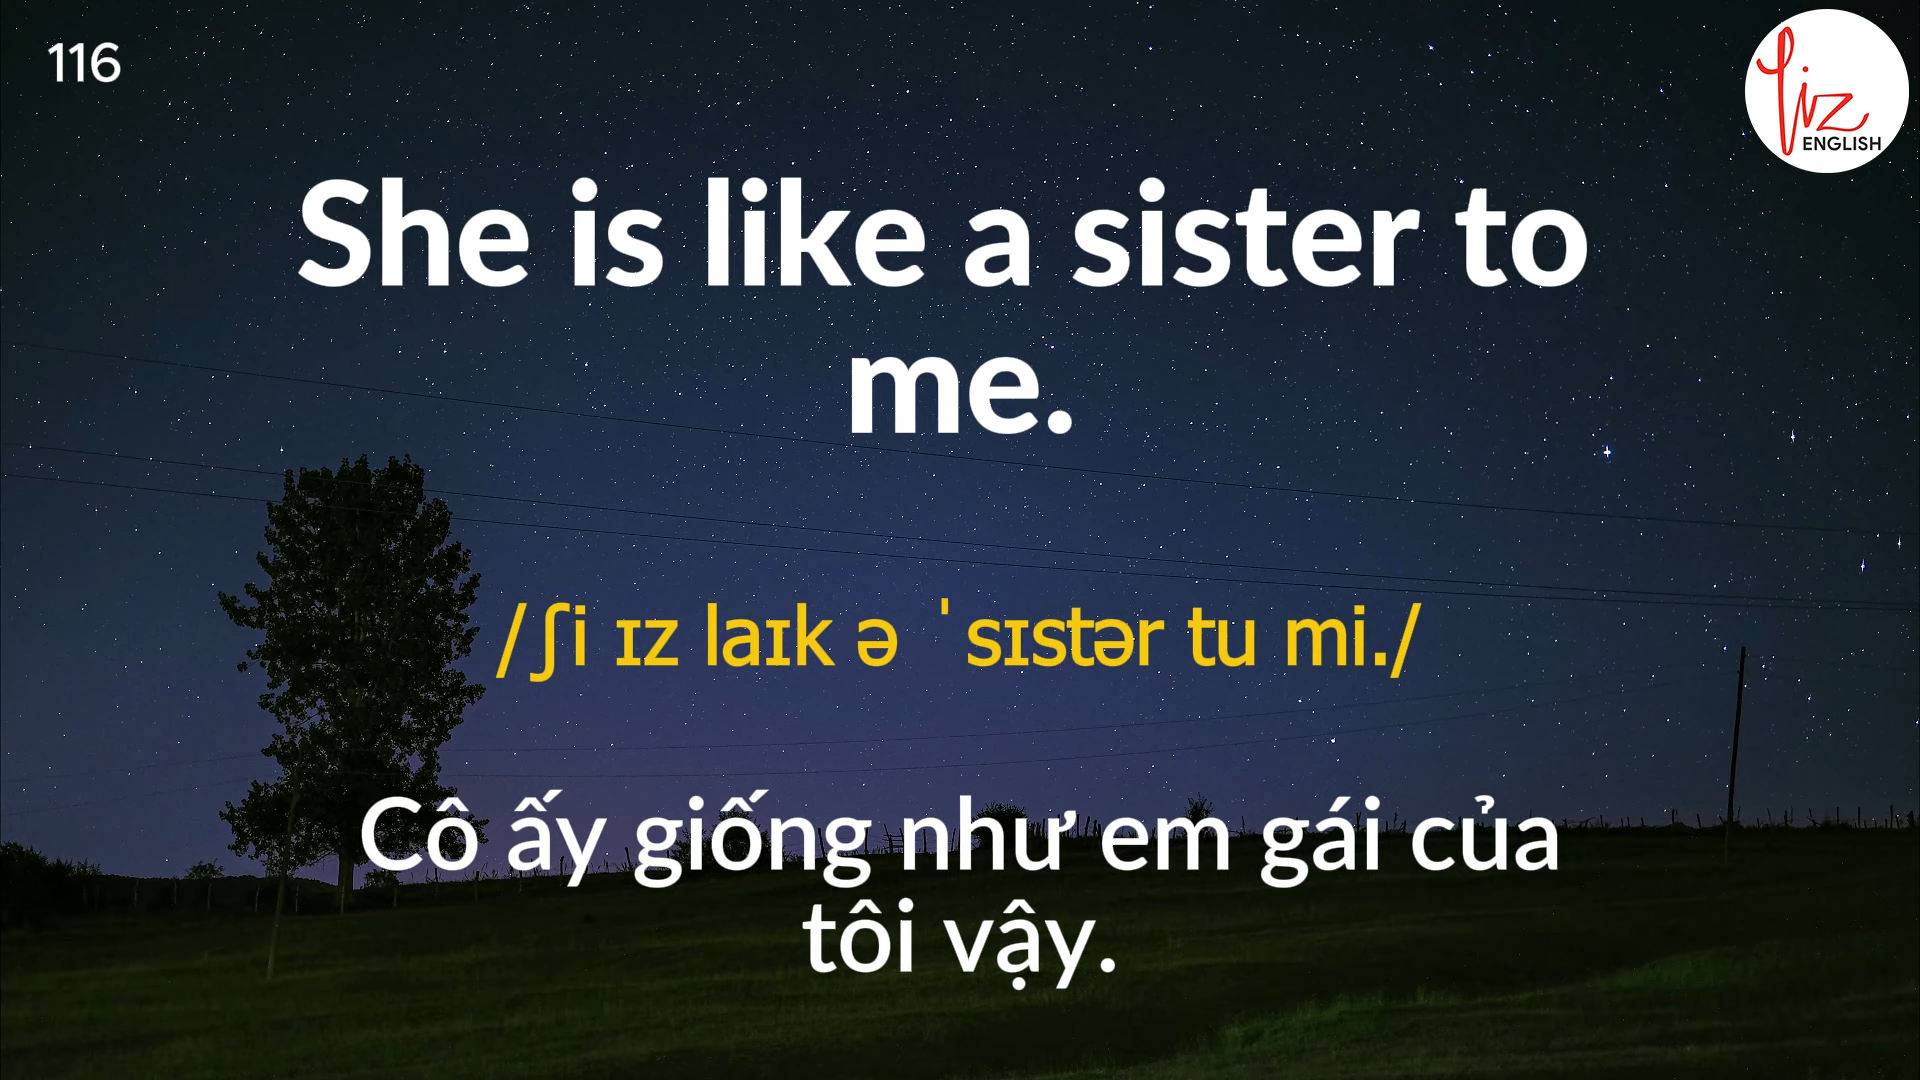 116
Liz
ENGLISH
She is like a sister to
me.
/ʃi ɪz laɪk ə ˈsɪstər tu mi./
Cô ấy giống như em gái của
tôi vậy.